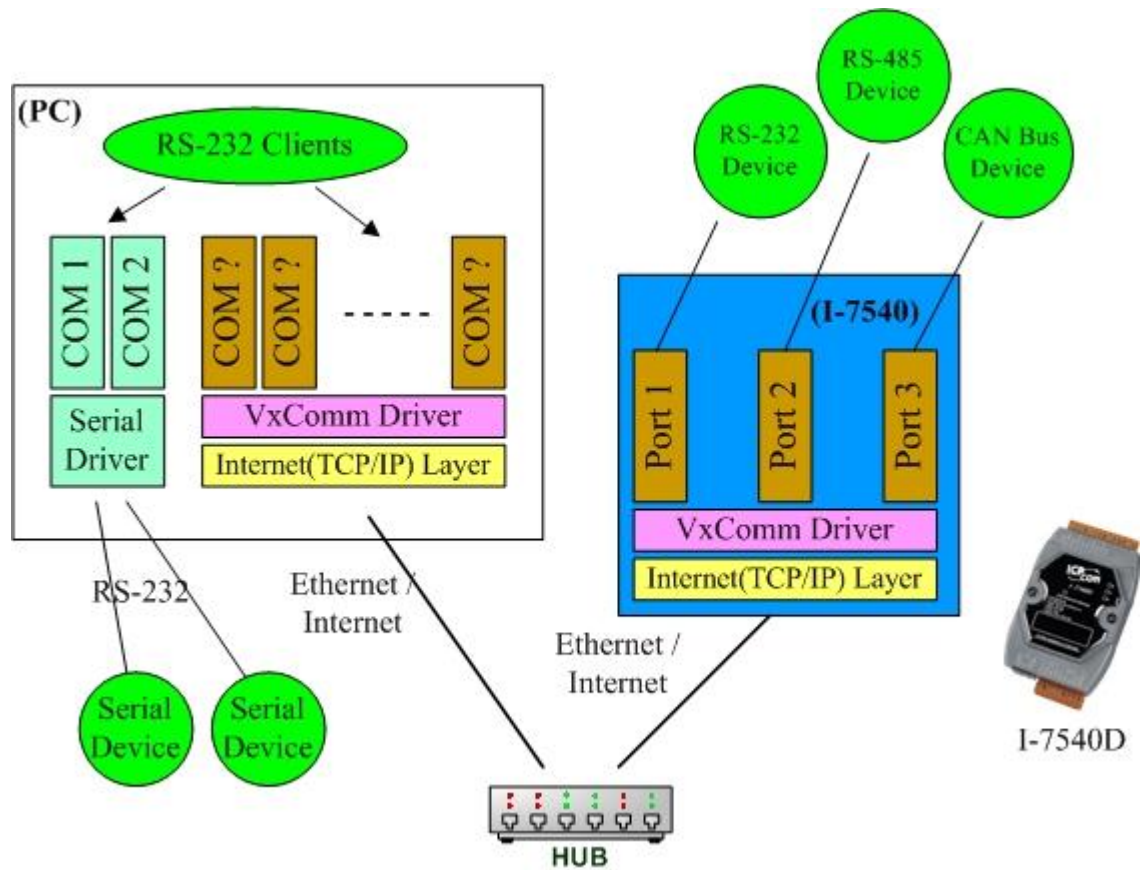 (PC)
RS-232 Clients
COM 1
COM 2
COM ?
COM ?
COM ?
Serial
Driver
VxComm Driver
Internet(TCP/IP) Layer
RS-232
Ethernet /
Internet
Serial
Device
Serial
Device
RS-232
Device
RS-485
Device
CAN Bus
Device
(I-7540)
Port 1
Port 2
Port 3
VxComm Driver
Internet(TCP/IP) Layer
Ethernet /
Internet
ICP
I-7540D
HUB